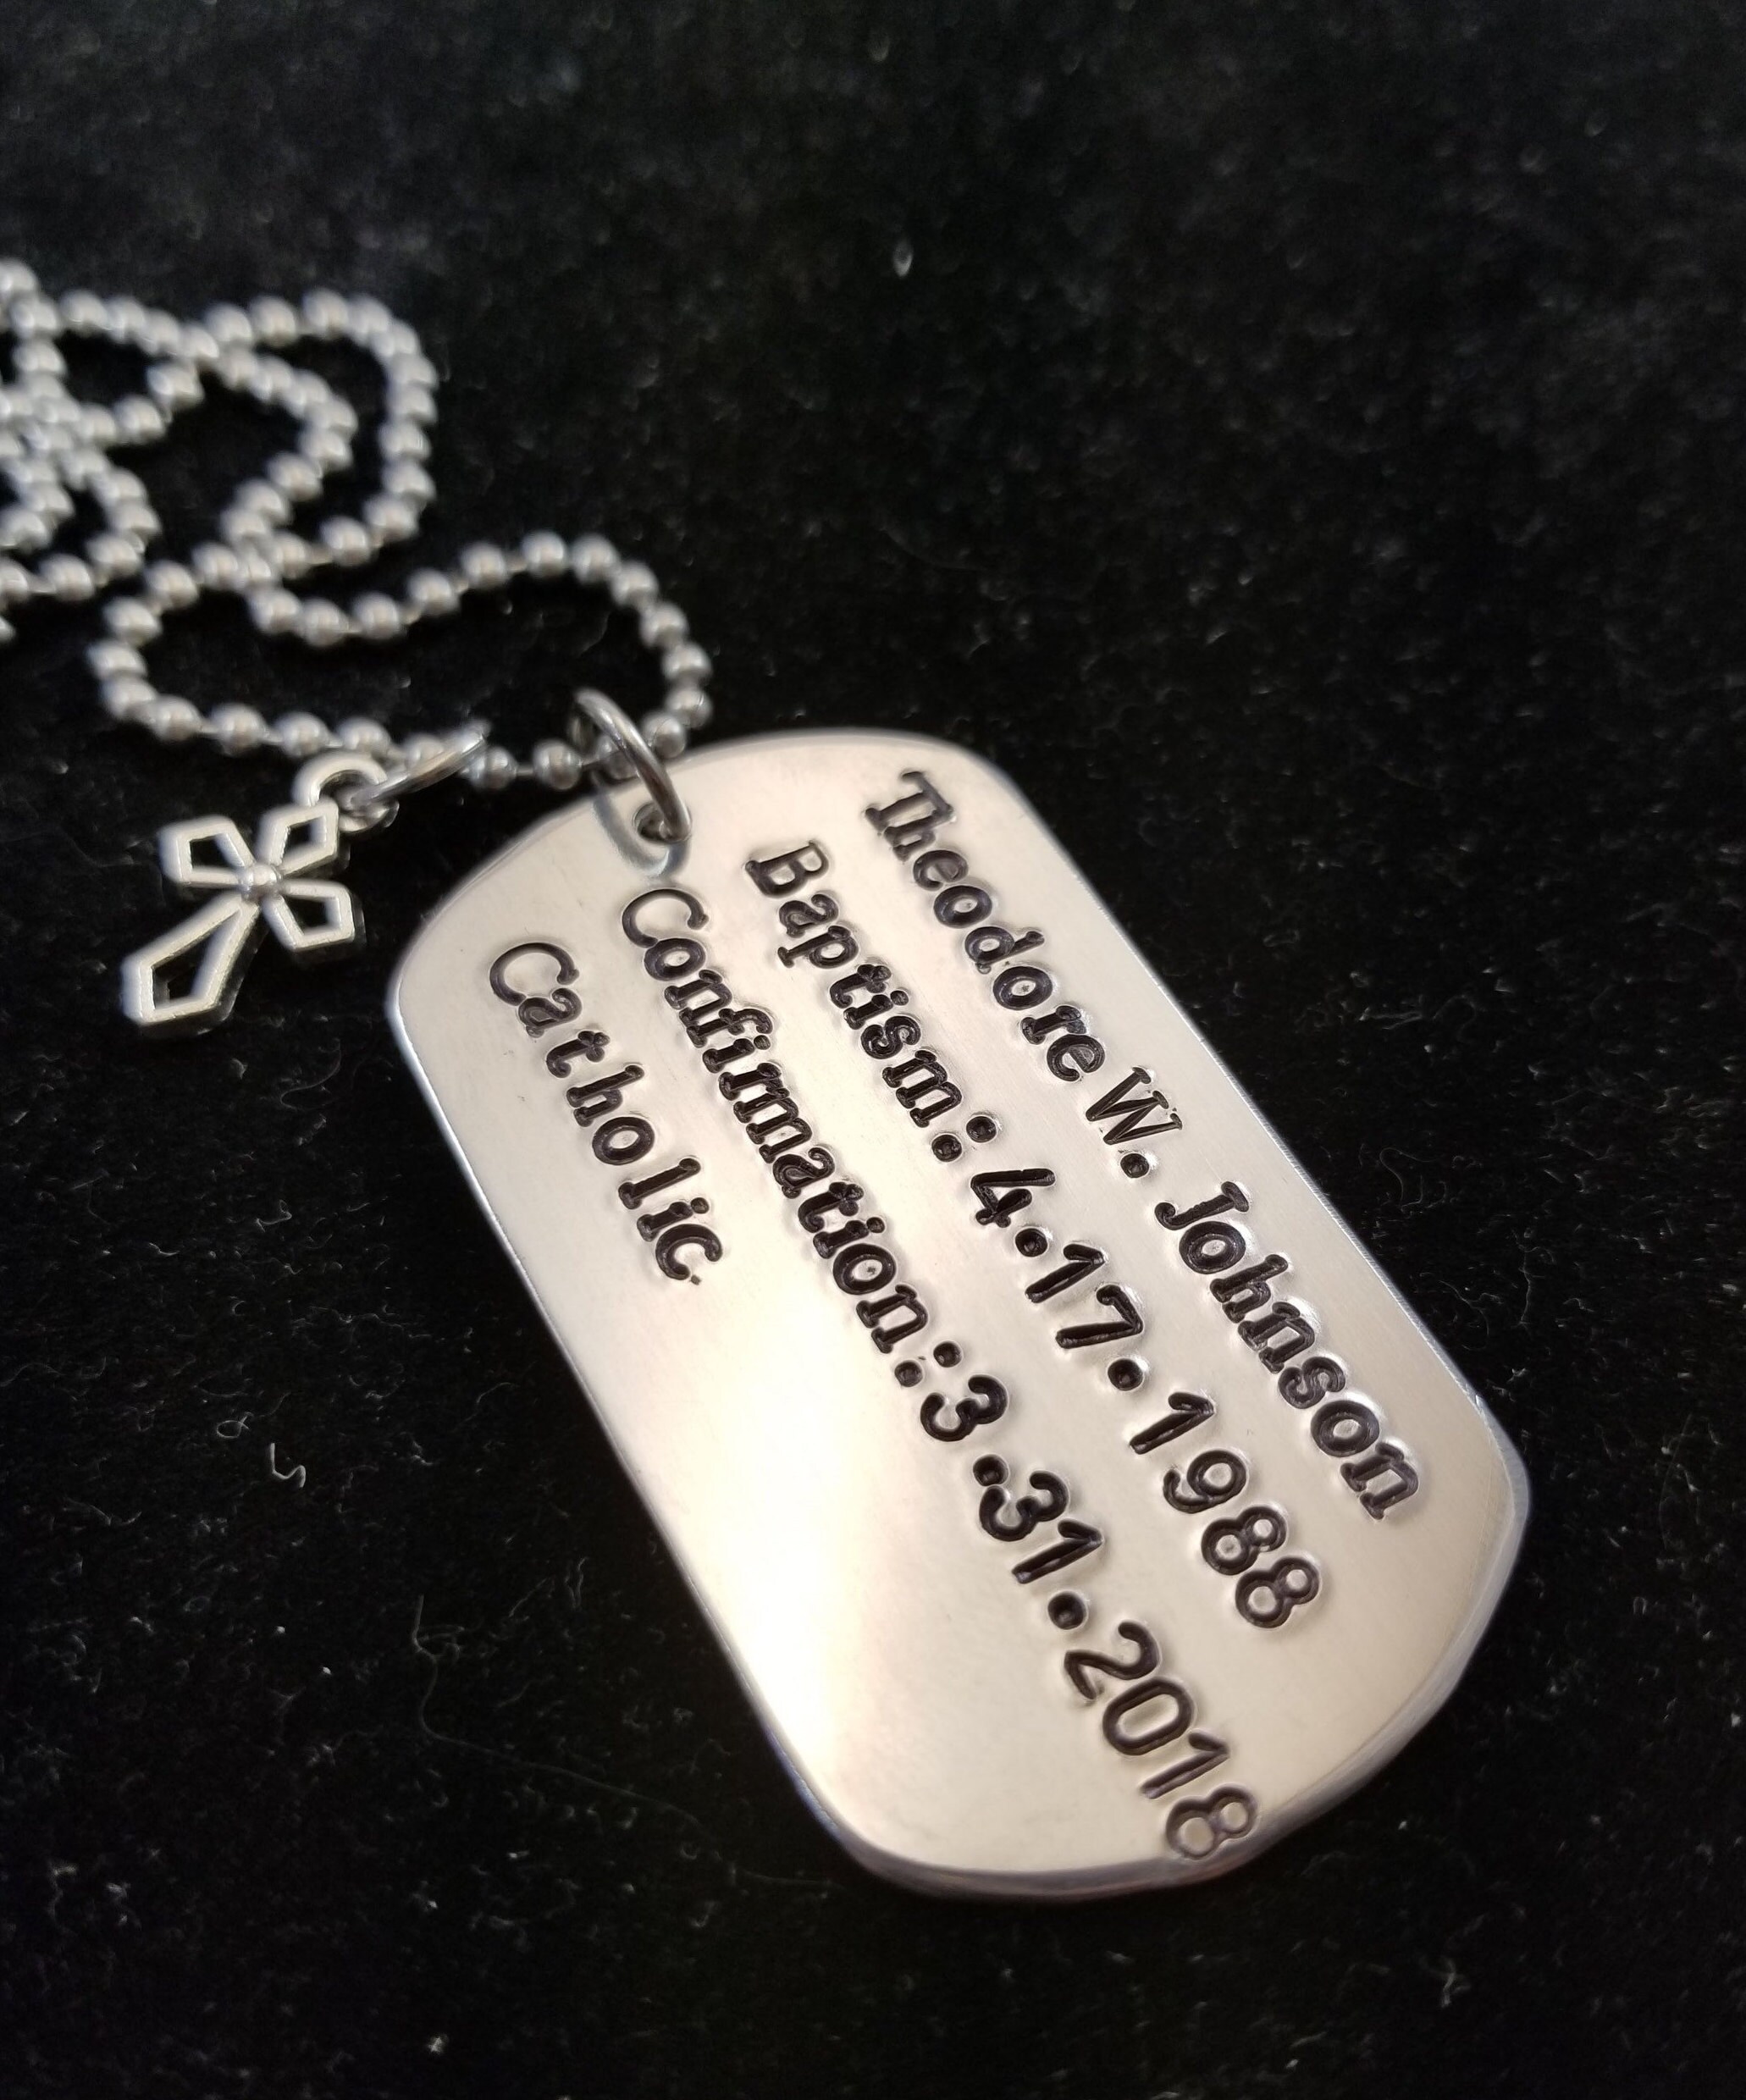 Theodore W. Johnson
Baptism: 4.17.1988
Confirmation: 3.31.2018
Catholic